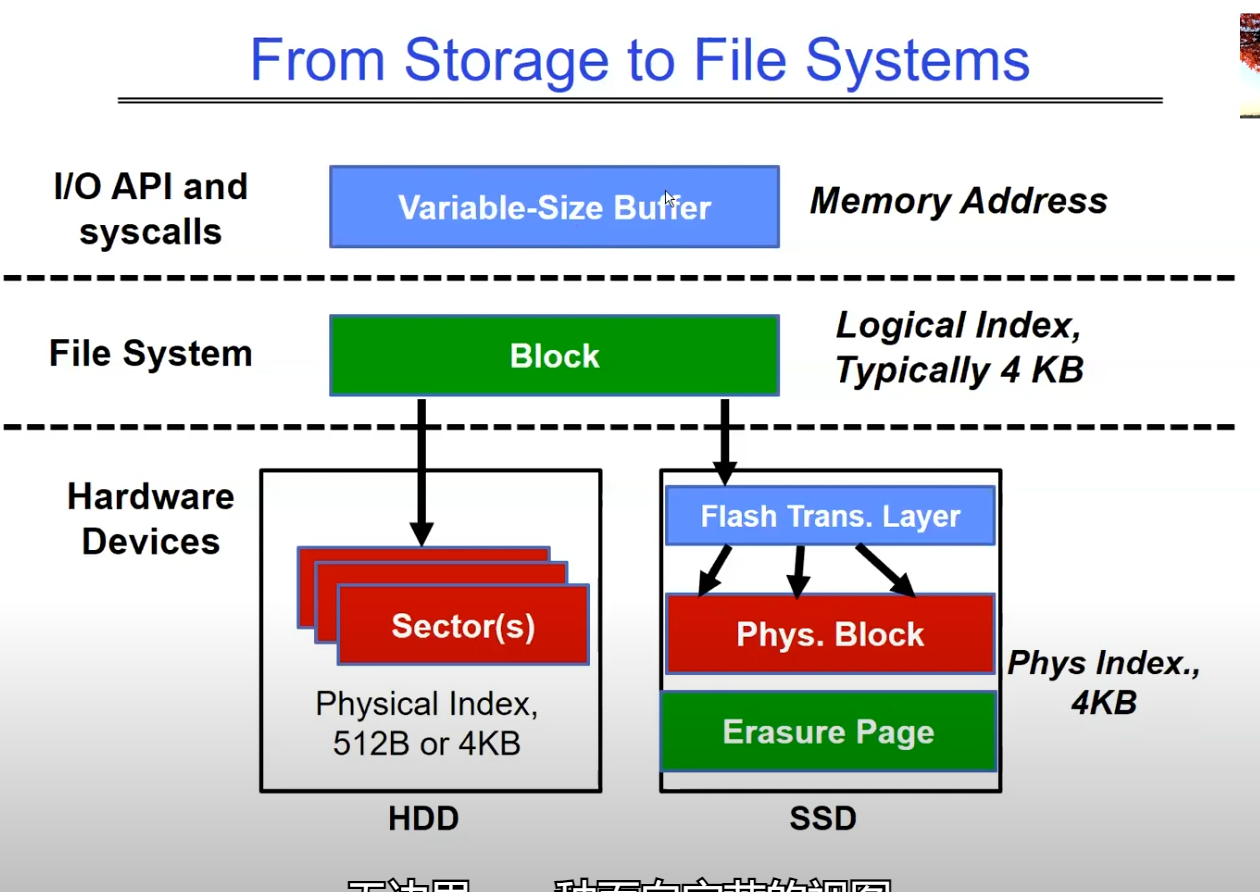 From Storage to File Systems
I/O API and
syscalls
Variable-Size Buffer
Memory Address
File System
Block
Logical Index,
Typically 4 KB
Hardware
Devices
Sector(s)
Physical Index,
512B or 4KB
HDD
Flash Trans. Layer
Phys. Block
Erasure Page
Phys Index.,
4KB
SSD